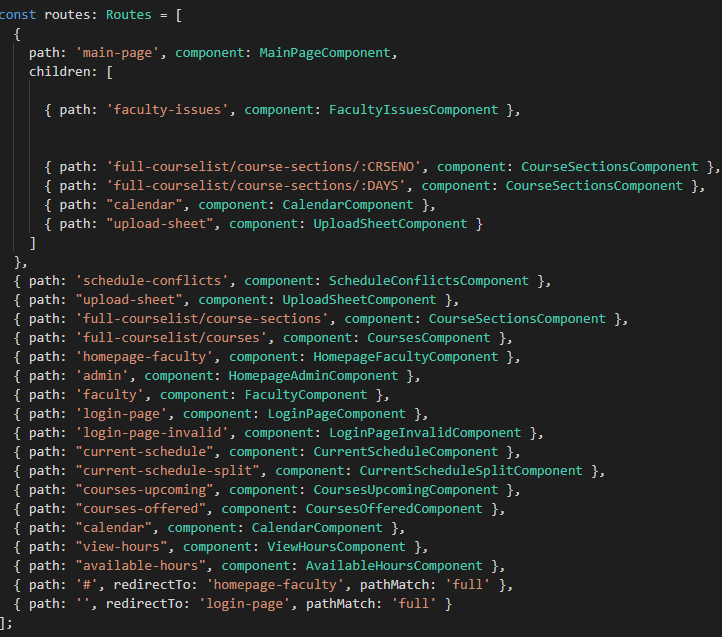 const routes: Routes = [
{
path: 'main-page', component: MainPageComponent,
children: [
{ path: 'faculty-issues', component: FacultyIssuesComponent },
{ path: 'full-courselist/course-sections/:CRSENO', component: CourseSectionsComponent },
{ path: 'full-courselist/course-sections/:DAYS', component: CourseSectionsComponent },
{ path: "calendar", component: CalendarComponent },
{ path: "upload-sheet", component: UploadSheetComponent }
]
},
{ path: 'schedule-conflicts', component: ScheduleConflictsComponent },
{ path: "upload-sheet", component: UploadSheetComponent },
{ path: 'full-courselist/course-sections', component: CourseSectionsComponent },
{ path: 'full-courselist/courses', component: CoursesComponent },
{ path: 'homepage-faculty', component: HomepageFacultyComponent },
{ path: 'admin', component: HomepageAdminComponent },
{ path: 'faculty', component: FacultyComponent },
{ path: 'login-page', component: LoginPageComponent },
{ path: 'login-page-invalid', component: LoginPageInvalidComponent },
{ path: "current-schedule", component: CurrentScheduleComponent },
{ path: "current-schedule-split", component: CurrentScheduleSplitComponent },
{ path: "courses-upcoming", component: CoursesUpcomingComponent },
{ path: "courses-offered", component: CoursesOfferedComponent },
{ path: "calendar", component: CalendarComponent },
{ path: "view-hours", component: ViewHoursComponent },
{ path: "available-hours", component: AvailableHoursComponent },
{ path: '#', redirectTo: 'homepage-faculty', pathMatch: 'full' },
{ path: '', redirectTo: 'login-page', pathMatch: 'full' }
];